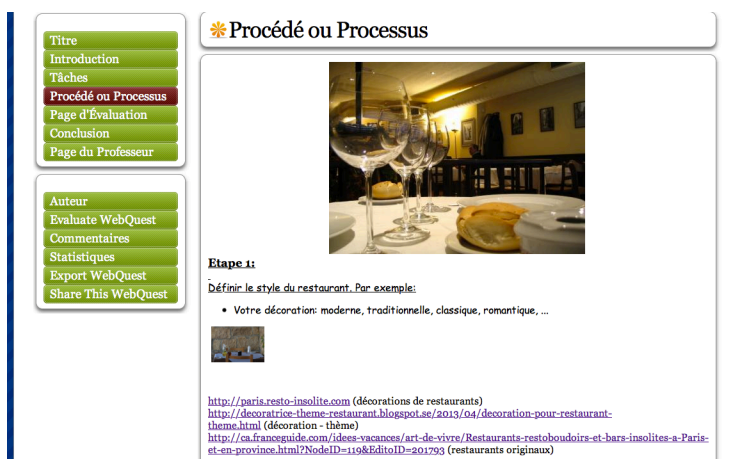 Titre
Introduction
Tâches
Procédé ou Processus
Page d'Évaluation
Conclusion
Page du Professeur
Auteur
Evaluate WebQuest
Commentaires
Statistiques
Export WebQuest
Share This WebQuest
Procédé ou Processus
Etape 1:
Définir le style du restaurant. Par exemple:
• Votre décoration: moderne, traditionnelle, classique, romantique, ...
http://paris.resto-insolite.com (décorations de restaurants)
http://decoratrice-theme-restaurant.blogspot.se/2013/04/decoration-pour-restaurant-
theme.html (décoration - thème)
http://ca.franceguide.com/idees-vacances/art-de-vivre/Restaurants-restoboudoirs-et-bars-insolites-a-Paris-
et-en-province.html?NodeID=119&EditoID=201793 (restaurants originaux)